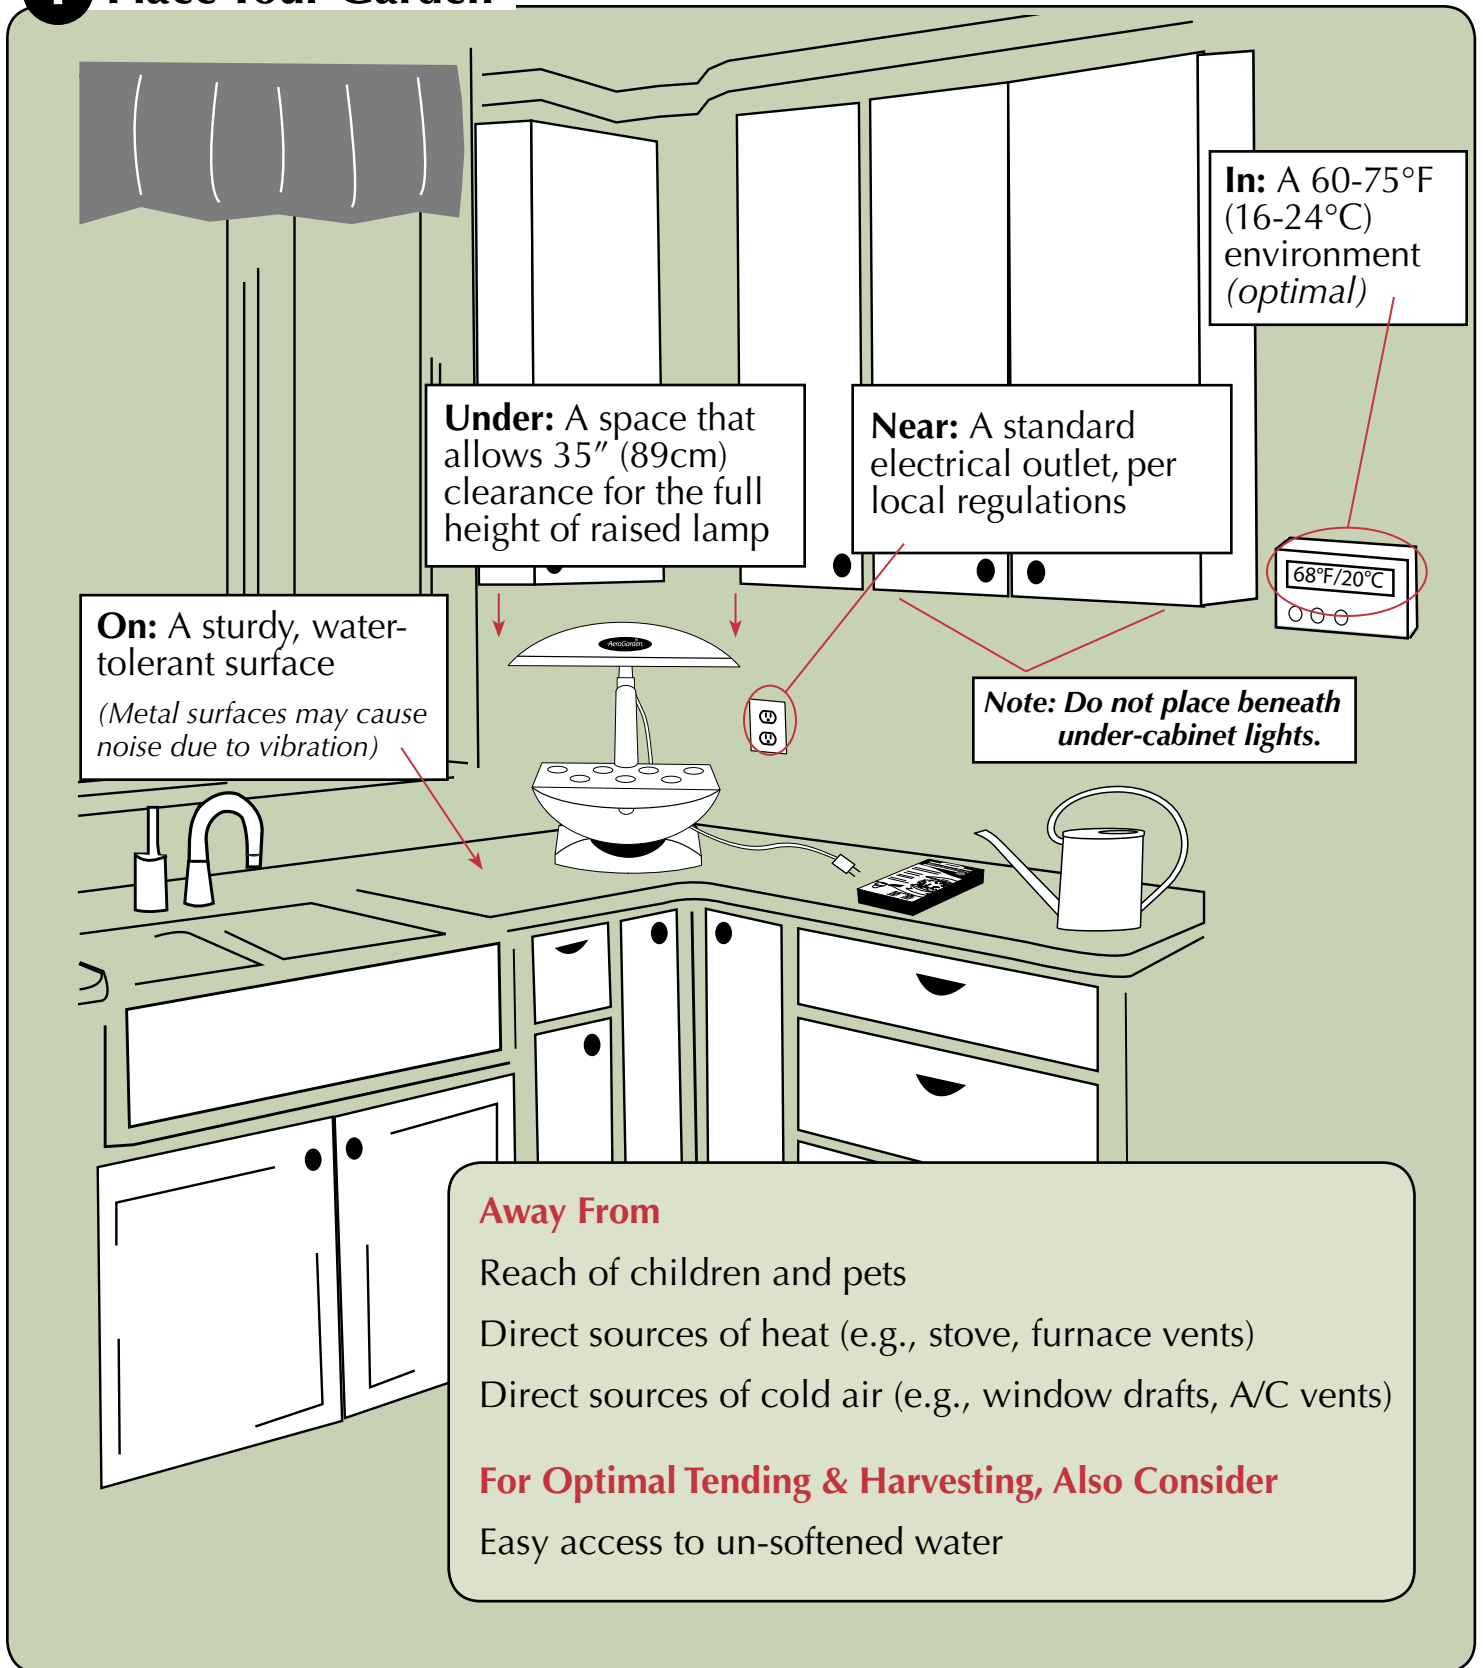 Place Your Garden
In: A 60-75°F
(16-24°C)
environment
(optimal)
Under: A space that
allows 35″ (89cm)
clearance for the full
height of raised lamp
Near: A standard
electrical outlet, per
local regulations
68°F/20°C
On: A sturdy, water-
tolerant surface
(Metal surfaces may cause
noise due to vibration)
AeroGarden
Note: Do not place beneath
under-cabinet lights.
Away From
Reach of children and pets
Direct sources of heat (e.g., stove, furnace vents)
Direct sources of cold air (e.g., window drafts, A/C vents)
For Optimal Tending & Harvesting, Also Consider
Easy access to un-softened water